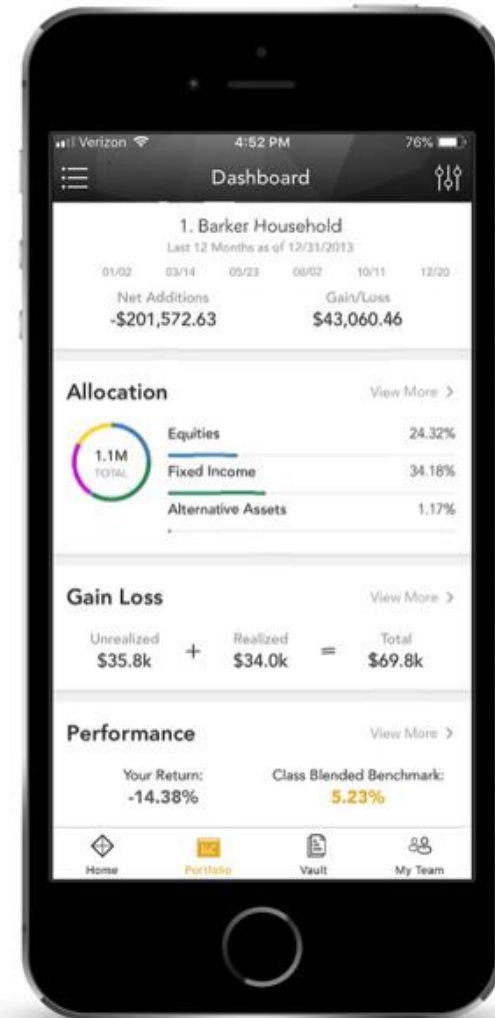 Verizon 4:52 PM 76%
Dashboard
1. Barker Household
Last 12 Months as of 12/31/2013
01/02 03/14 05/23 08/02 10/11 12/20
Net Additions Gain/Loss
-$201,572.63 $43,060.46
Allocation View More >
1.1M
TOTAL
Equities 24.32%
Fixed Income 34.18%
Alternative Assets 1.17%
Gain Loss View More >
Unrealized Realized Total
$35.8k + $34.0k = $69.8k
Performance View More >
Your Return: Class Blended Benchmark:
-14.38% 5.23%
Home Portfolio Vault My Team